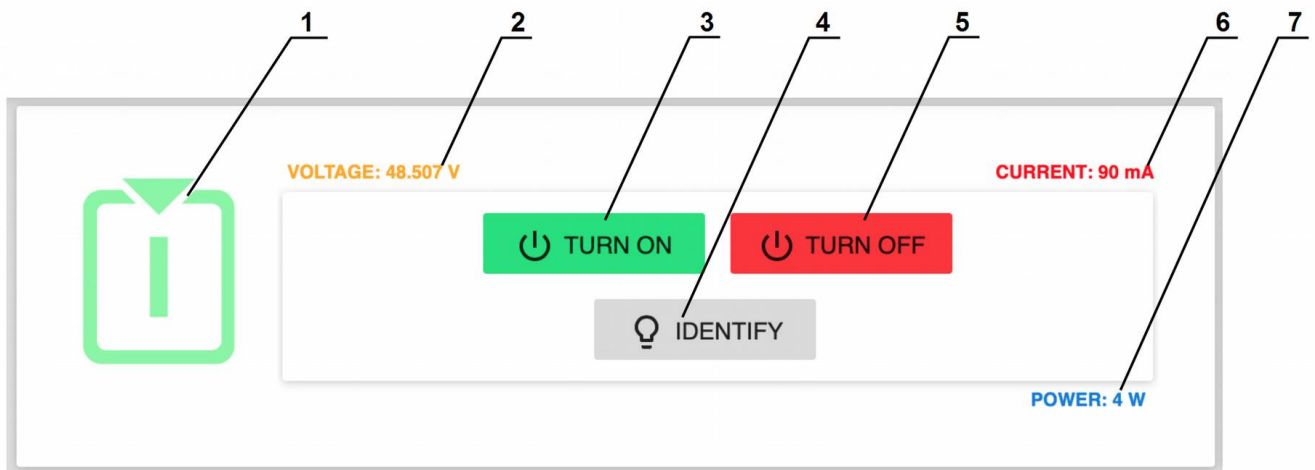 1 2 3 4 5 6 7
VOLTAGE: 48.507 V CURRENT: 90 mA
TURN ON TURN OFF
IDENTIFY
POWER: 4 W